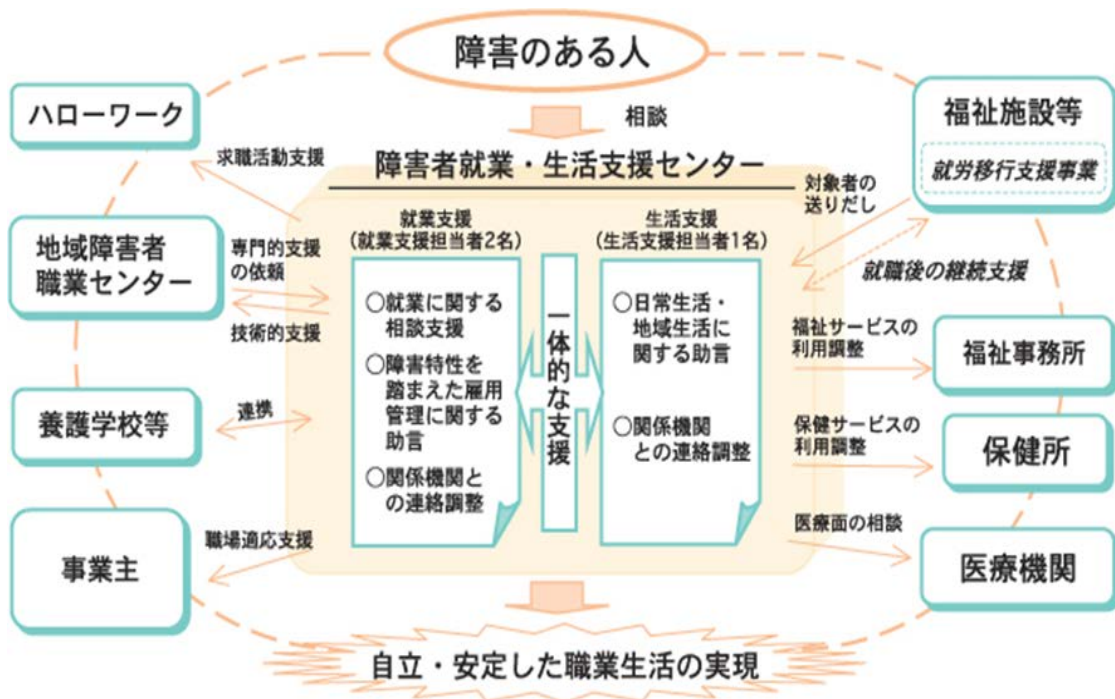 障害のある人
相談
障害者就業・生活支援センター
ハローワーク
求職活動支援
地域障害者
職業センター
専門的支援
の依頼
技術的支援
養護学校等
連携
事業主
職場適応支援
就業支援
（就業支援担当者2名）
○就業に関する
相談支援
○障害特性を
踏まえた雇用
管理に関する
助言
○関係機関と
の連絡調整
一体的な支援
生活支援
（生活支援担当者1名）
○日常生活・
地域生活に
関する助言
○関係機関
との連絡調整
福祉施設等
就労移行支援事業
対象者の
送りだし
就職後の継続支援
福祉サービスの
利用調整
福祉事務所
保健サービスの
利用調整
保健所
医療面の相談
医療機関
自立・安定した職業生活の実現